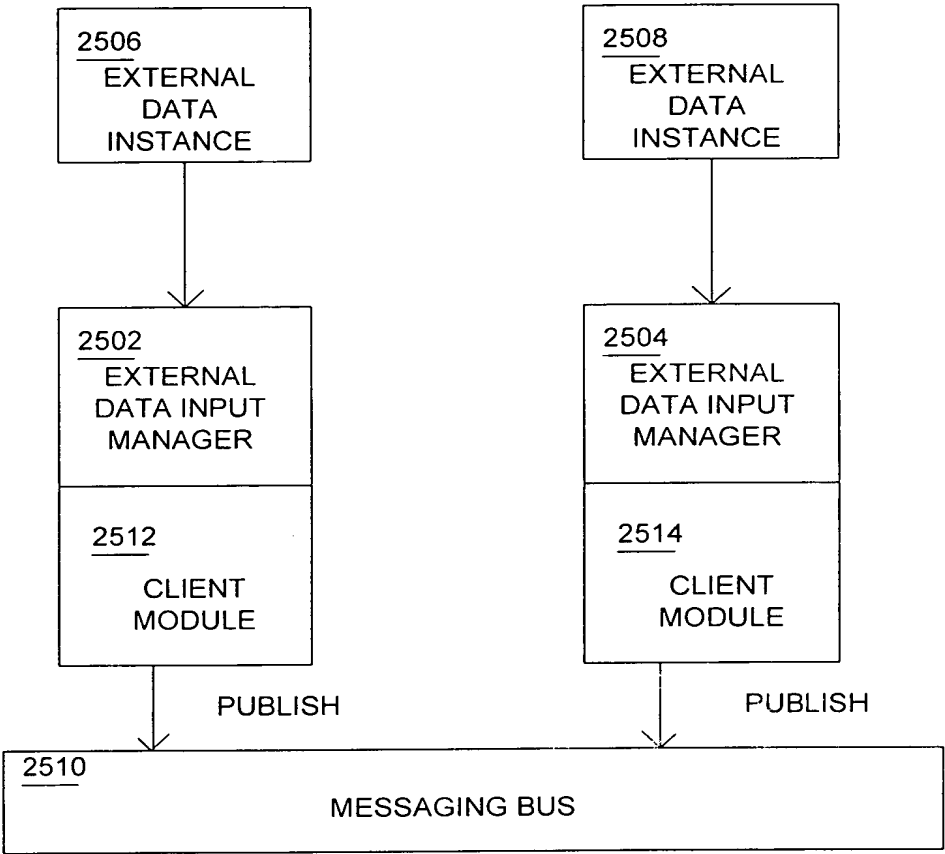 2506
EXTERNAL
DATA
INSTANCE
2508
EXTERNAL
DATA
INSTANCE
2502
EXTERNAL
DATA INPUT
MANAGER
2504
EXTERNAL
DATA INPUT
MANAGER
2512
CLIENT
MODULE
2514
CLIENT
MODULE
PUBLISH
PUBLISH
2510
MESSAGING BUS